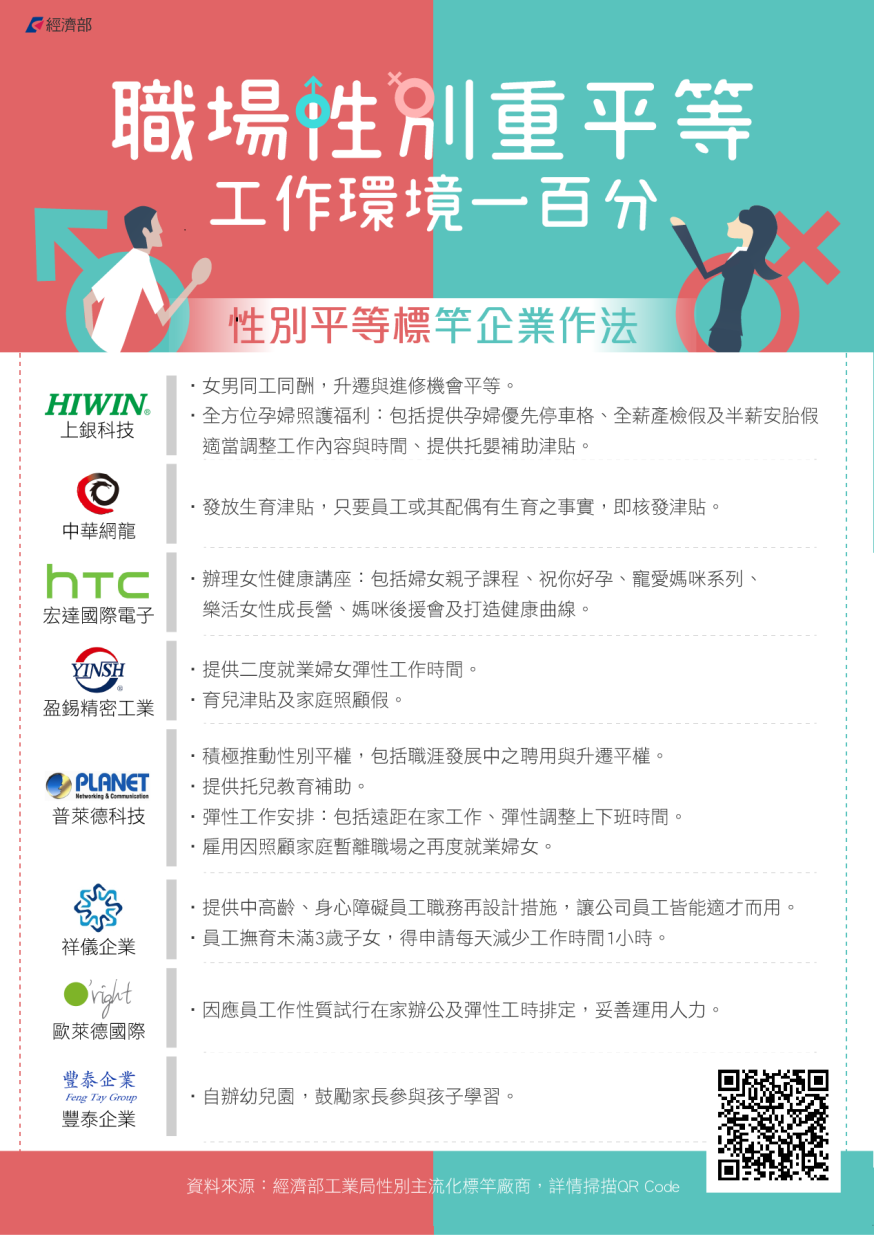 經濟部
職場性別重平等
工作環境一百分
性別平等標竿企業作法
HIWIN®
上銀科技
・女男同工同酬，升遷與進修機會平等。
・全方位孕婦照護福利：包括提供孕婦優先停車格、全薪產檢假及半薪安胎假
適當調整工作內容與時間、提供托嬰補助津貼。
中華網龍
・發放生育津貼，只要員工或其配偶有生育之事實，即核發津貼。
hTC
宏達國際電子
・辦理女性健康講座：包括婦女親子課程、祝你好孕、寵愛媽咪系列、
樂活女性成長營、媽咪後援會及打造健康曲線。
YINSH®
盈錫精密工業
・提供二度就業婦女彈性工作時間。
・育兒津貼及家庭照顧假。
PLANET
Networking & Communication
普萊德科技
・積極推動性別平權，包括職涯發展中之聘用與升遷平權。
・提供托兒教育補助。
・彈性工作安排：包括遠距在家工作、彈性調整上下班時間。
・雇用因照顧家庭暫離職場之再度就業婦女。
祥儀企業
・提供中高齡、身心障礙員工職務再設計措施，讓公司員工皆能適才而用。
・員工撫育未滿3歲子女，得申請每天減少工作時間1小時。
O'right
歐萊德國際
・因應員工作性質試行在家辦公及彈性工時排定，妥善運用人力。
豐泰企業
Feng Tay Group
豐泰企業
・自辦幼兒園，鼓勵家長參與孩子學習。
資料來源：經濟部工業局性別主流化標竿廠商，詳情掃描QR Code